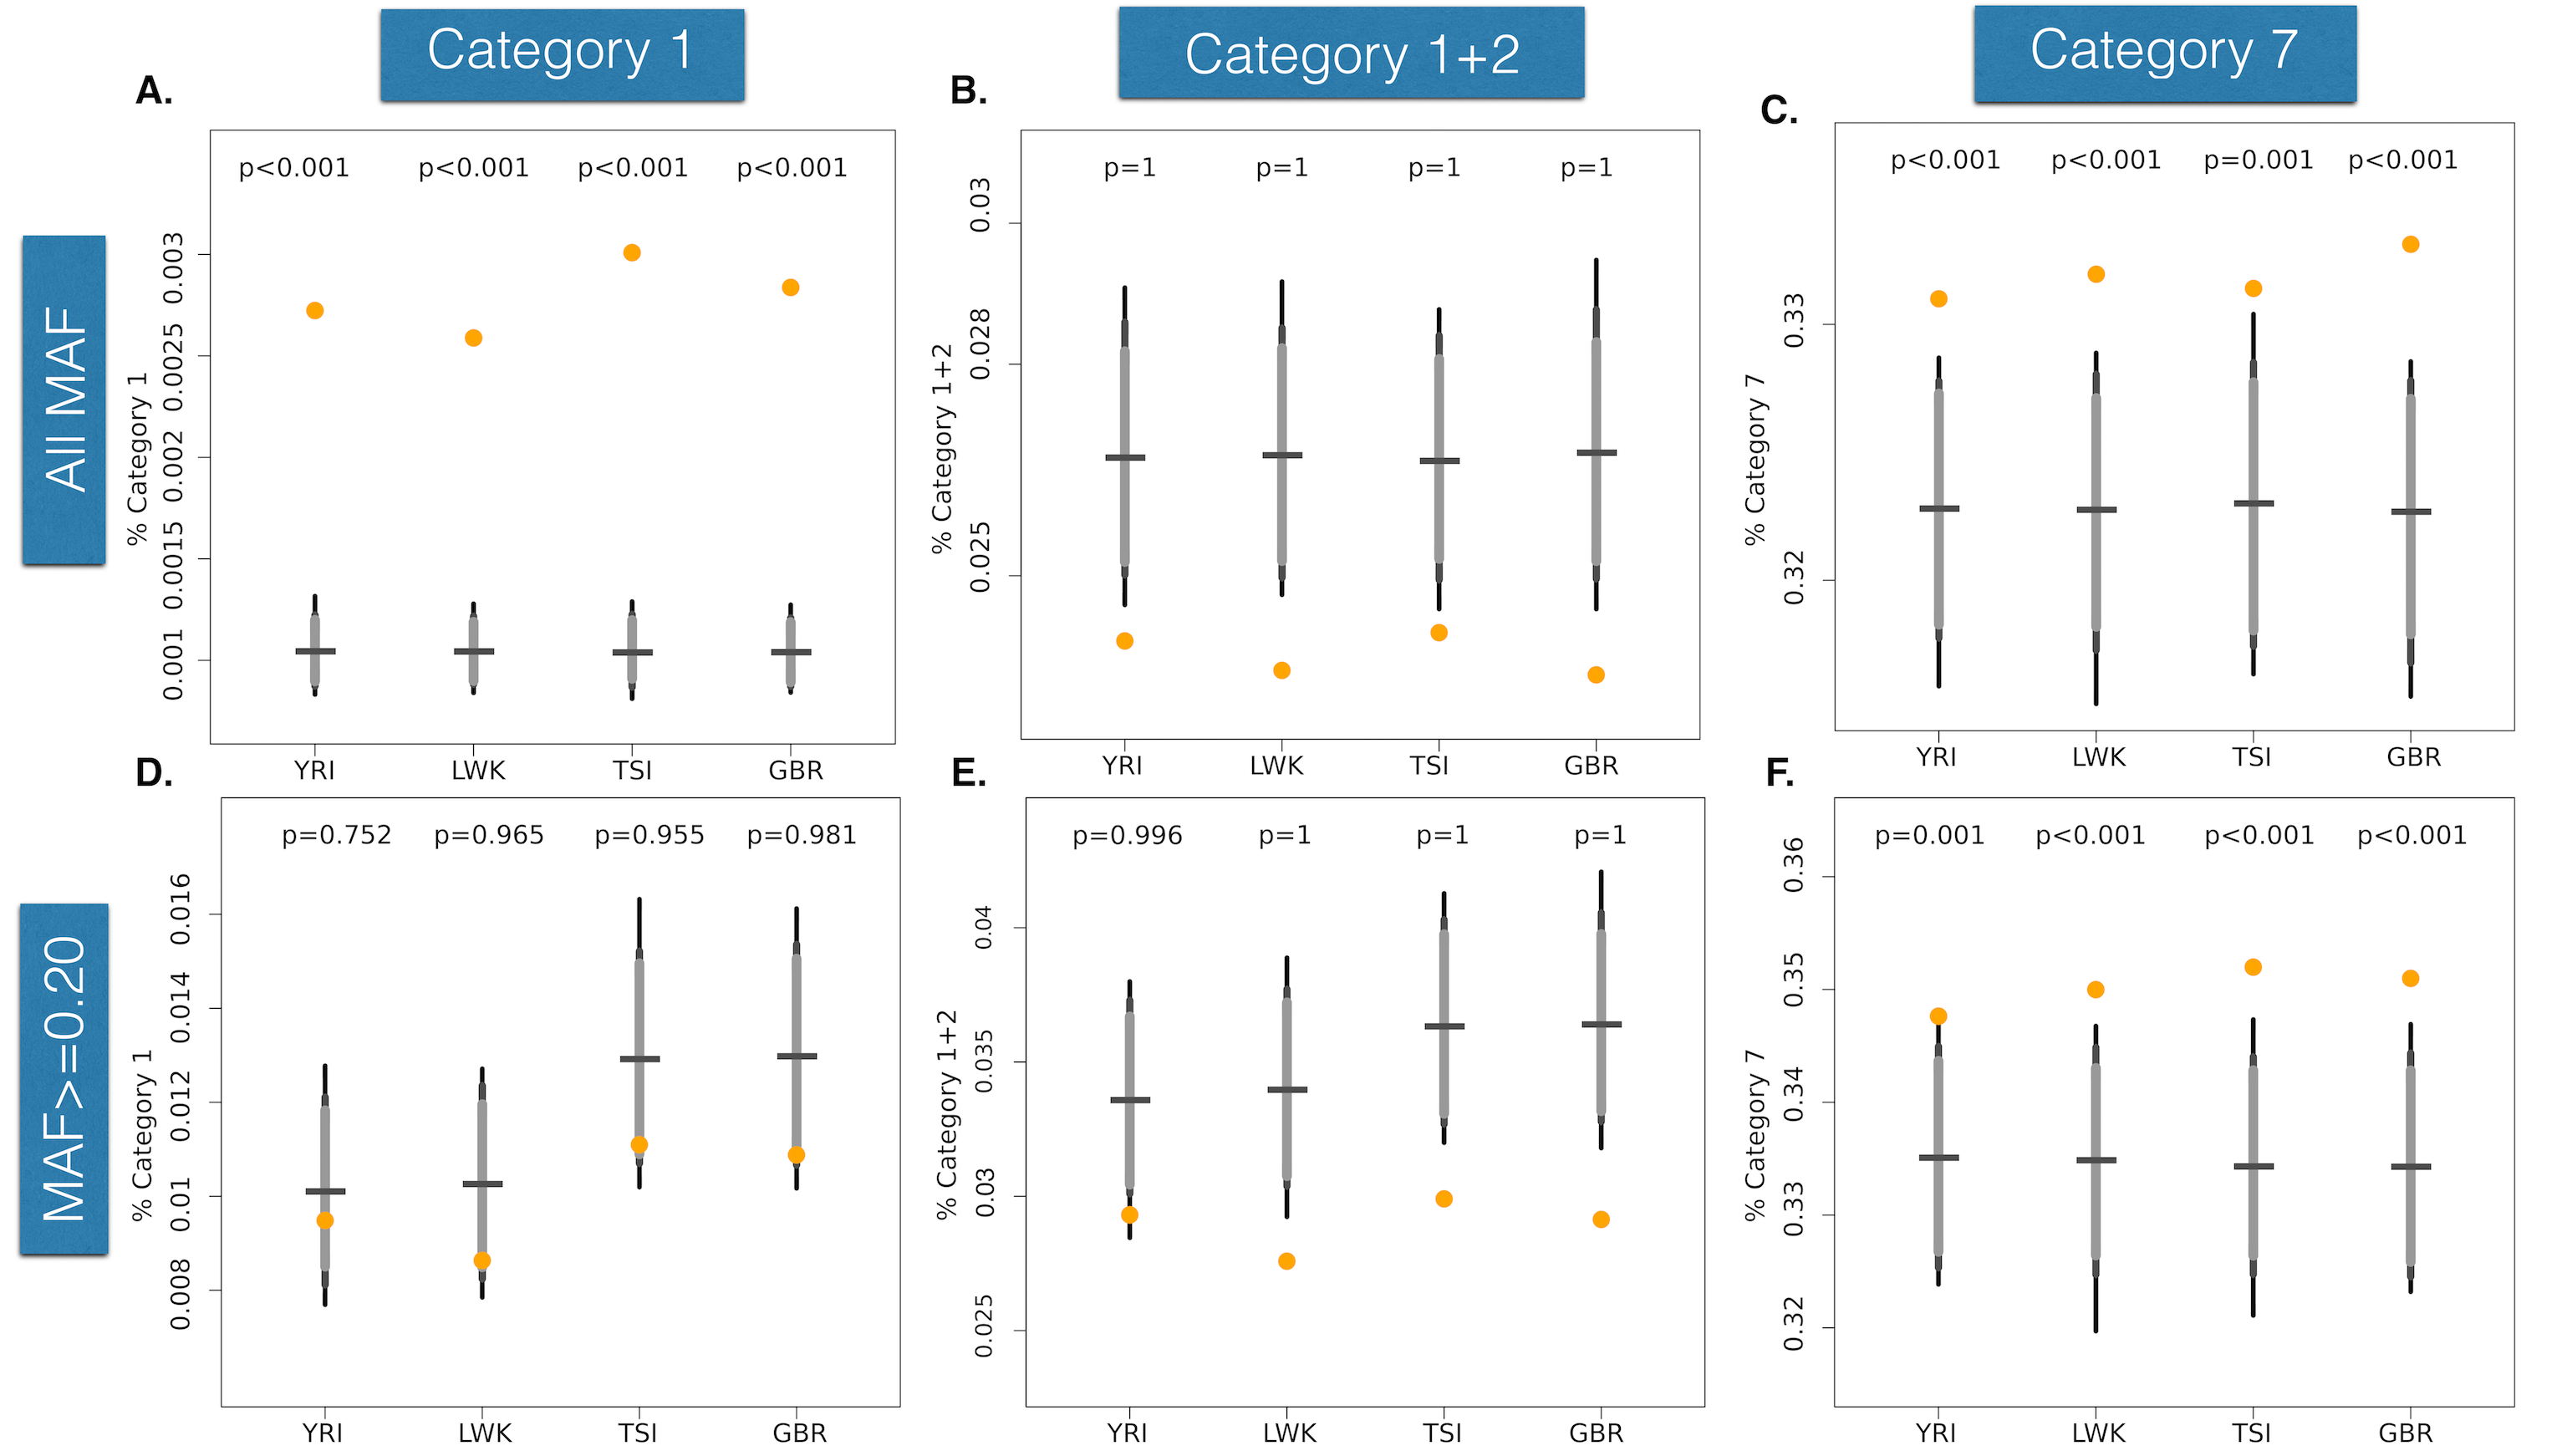 Category 1
Category 1+2
Category 7
All MAF
MAF>=0.20
A.
p<0.001 p<0.001 p<0.001 p<0.001
% Category 1
0.003
0.0025
0.002
0.0015
0.001
YRI LWK TSI GBR
B.
p=1 p=1 p=1 p=1
% Category 1+2
0.03
0.028
0.025
YRI LWK TSI GBR
C.
p<0.001 p<0.001 p=0.001 p<0.001
% Category 7
0.33
0.32
YRI LWK TSI GBR
D.
p=0.752 p=0.965 p=0.955 p=0.981
% Category 1
0.016
0.014
0.012
0.01
0.008
YRI LWK TSI GBR
E.
p=0.996 p=1 p=1 p=1
% Category 1+2
0.04
0.035
0.03
0.025
YRI LWK TSI GBR
F.
p=0.001 p<0.001 p<0.001 p<0.001
% Category 7
0.36
0.35
0.34
0.33
0.32
YRI LWK TSI GBR